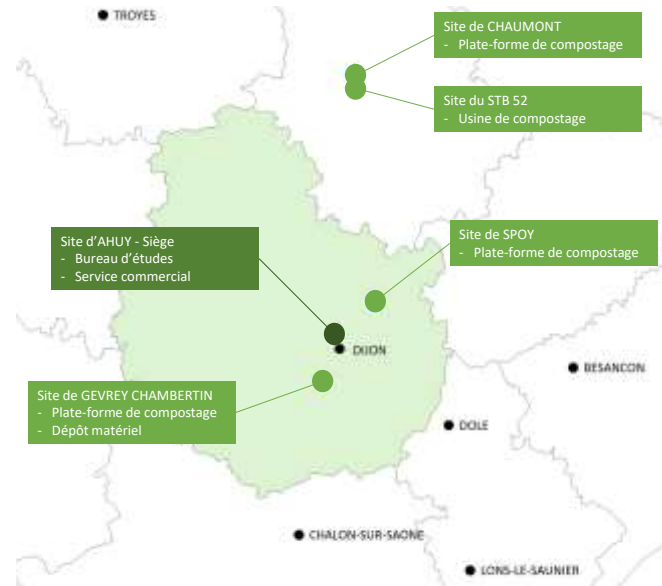 TROYES
Site de CHAUMONT
- Plate-forme de compostage
Site du STB 52
- Usine de compostage
Site d'AHUY - Siège
- Bureau d'études
- Service commercial
Site de SPOY
- Plate-forme de compostage
DIJON
BESANCON
Site de GEVREY CHAMBERTIN
- Plate-forme de compostage
- Dépôt matériel
DOLE
CHALON-SUR-SAONE
LONS-LE-SAUNIER